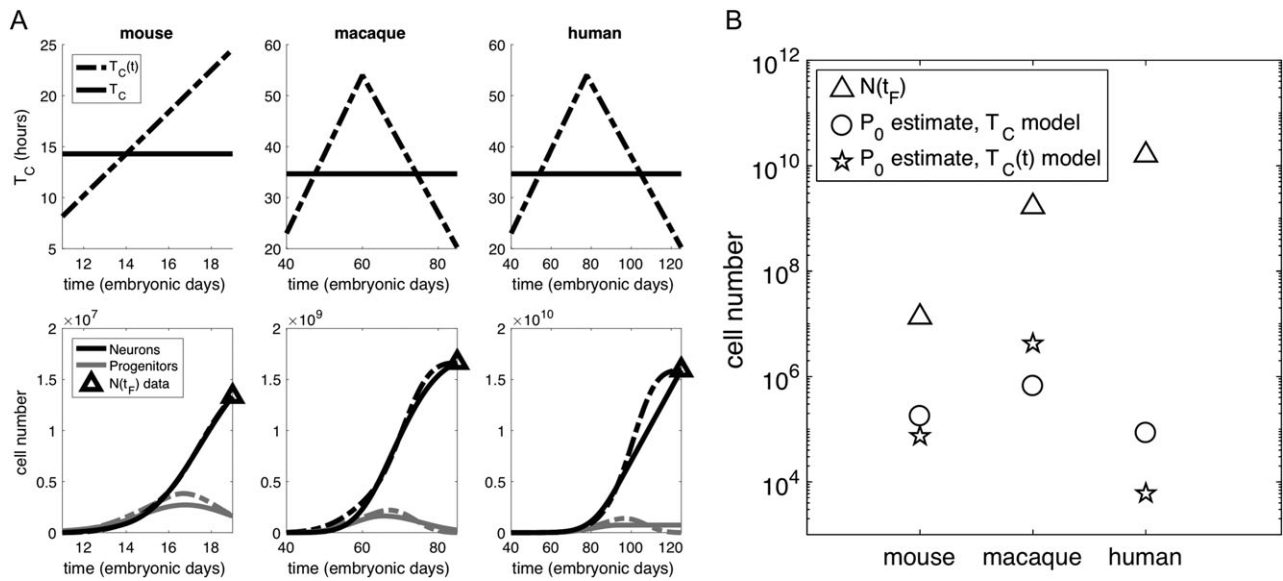 A
mouse
macaque
human
25
20
15
10
5
T_C (hours)
T_C(t)
T_C
12 14 16 18
time (embryonic days)
60
50
40
30
20
40 60 80
time (embryonic days)
60
50
40
30
20
40 60 80 100 120
time (embryonic days)
×10^7
2
1.5
1
0.5
0
cell number
Neurons
Progenitors
N(t_F) data
12 14 16 18
time (embryonic days)
×10^9
2
1.5
1
0.5
0
40 60 80
time (embryonic days)
×10^10
2
1.5
1
0.5
0
40 60 80 100 120
time (embryonic days)
B
10^12
10^10
10^8
10^6
10^4
cell number
N(t_F)
P_0 estimate, T_C model
P_0 estimate, T_C(t) model
mouse macaque human